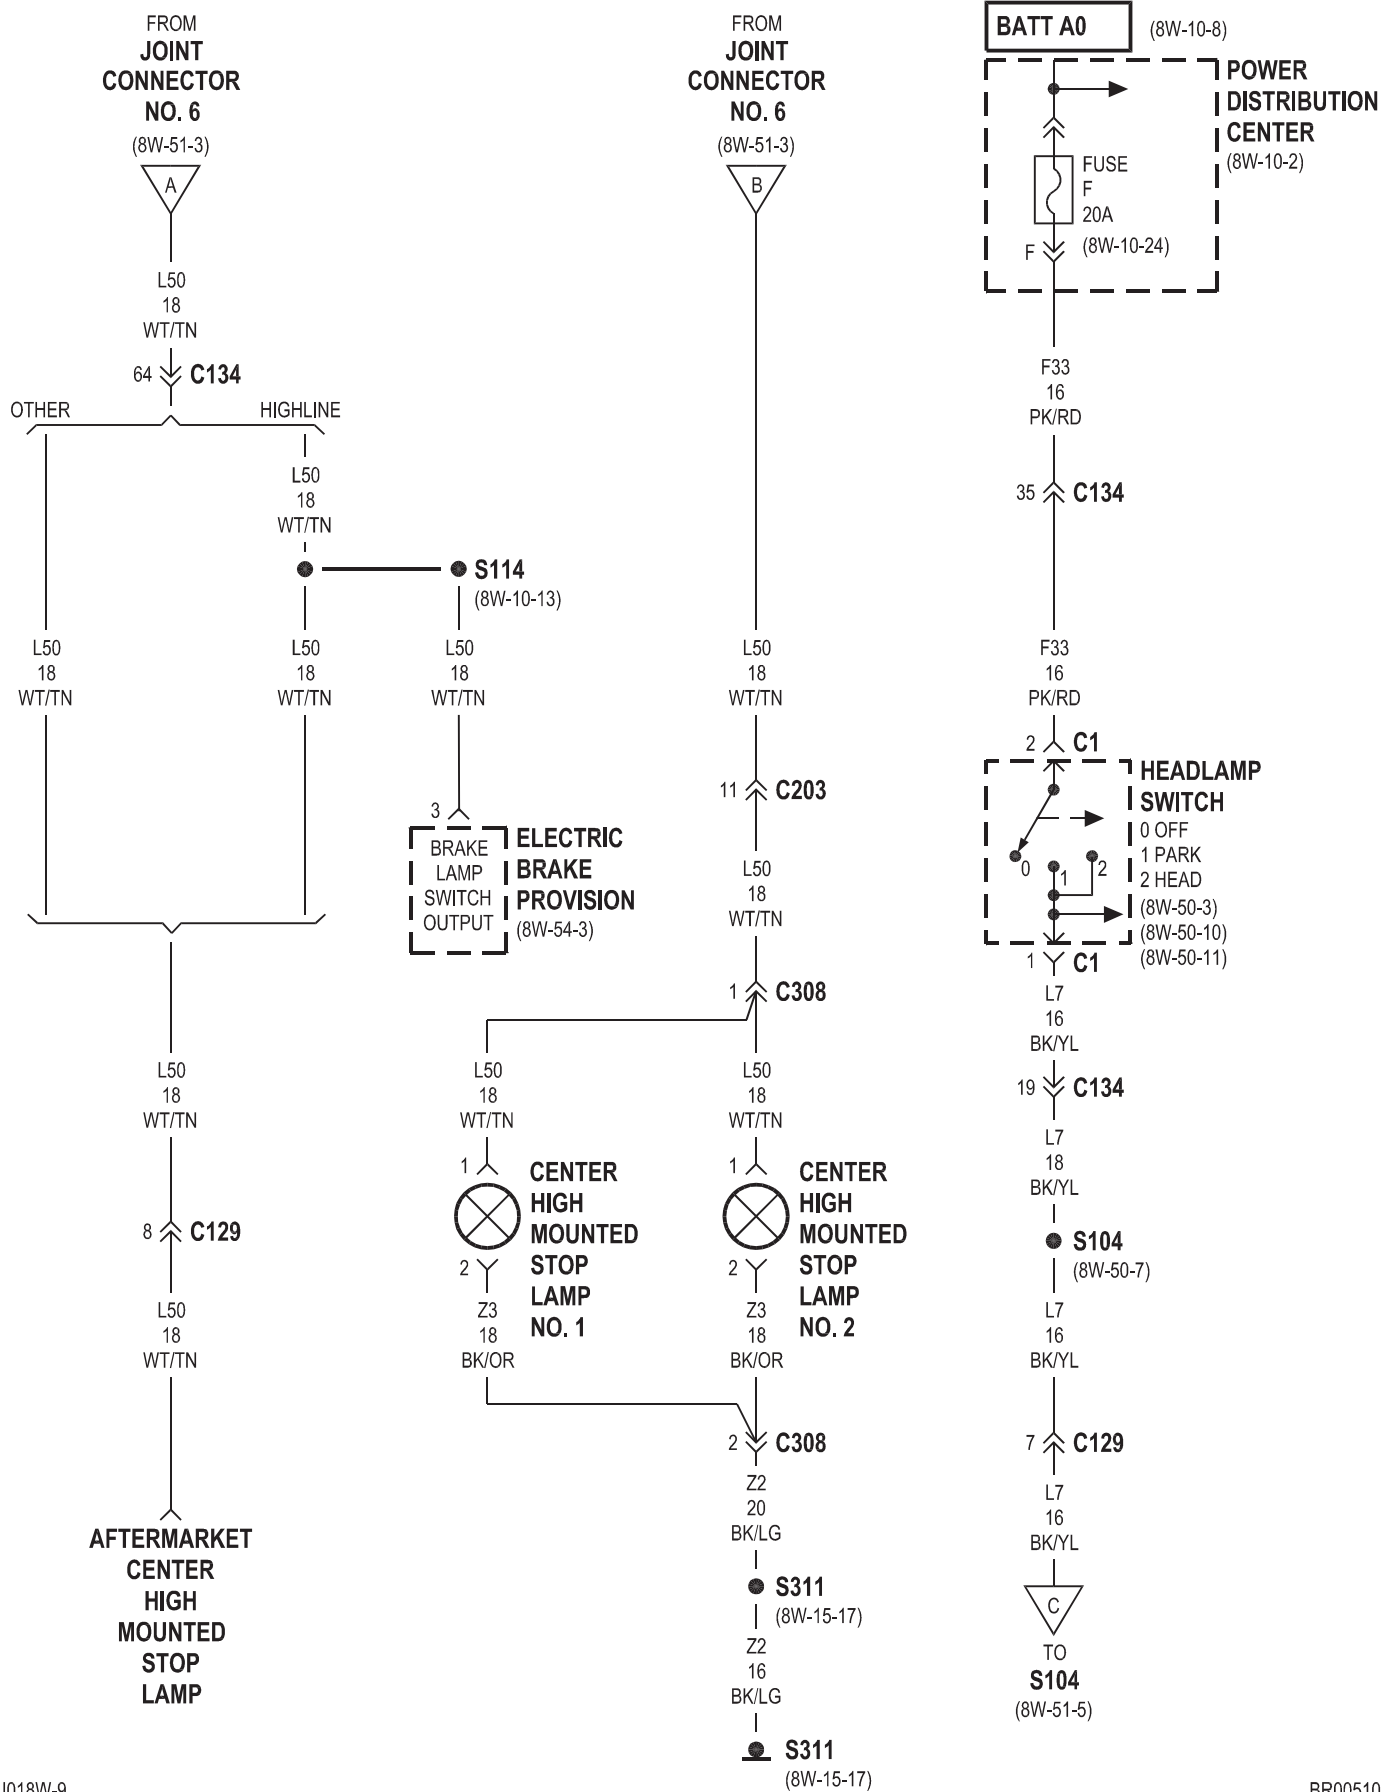 FROM
JOINT
CONNECTOR
NO. 6
(8W-51-3)
A
L50
18
WT/TN
64 C134
OTHER
HIGHLINE
L50
18
WT/TN
S114
(8W-10-13)
L50
18
WT/TN
L50
18
WT/TN
L50
18
WT/TN
3
BRAKE
LAMP
SWITCH
OUTPUT
ELECTRIC
BRAKE
PROVISION
(8W-54-3)
L50
18
WT/TN
8 C129
L50
18
WT/TN
AFTERMARKET
CENTER
HIGH
MOUNTED
STOP
LAMP
FROM
JOINT
CONNECTOR
NO. 6
(8W-51-3)
B
L50
18
WT/TN
11 C203
L50
18
WT/TN
1 C308
L50
18
WT/TN
1
CENTER
HIGH
MOUNTED
STOP
LAMP
NO. 1
2
Z3
18
BK/OR
L50
18
WT/TN
1
CENTER
HIGH
MOUNTED
STOP
LAMP
NO. 2
2
Z3
18
BK/OR
2 C308
Z2
20
BK/LG
S311
(8W-15-17)
Z2
16
BK/LG
S311
(8W-15-17)
BATT A0 (8W-10-8)
POWER
DISTRIBUTION
CENTER
(8W-10-2)
FUSE
F
20A
(8W-10-24)
F
F33
16
PK/RD
35 C134
F33
16
PK/RD
2 C1
HEADLAMP
SWITCH
0 OFF
1 PARK
2 HEAD
(8W-50-3)
(8W-50-10)
(8W-50-11)
0
1
2
1 C1
L7
16
BK/YL
19 C134
L7
18
BK/YL
S104
(8W-50-7)
L7
16
BK/YL
7 C129
L7
16
BK/YL
C
TO
S104
(8W-51-5)